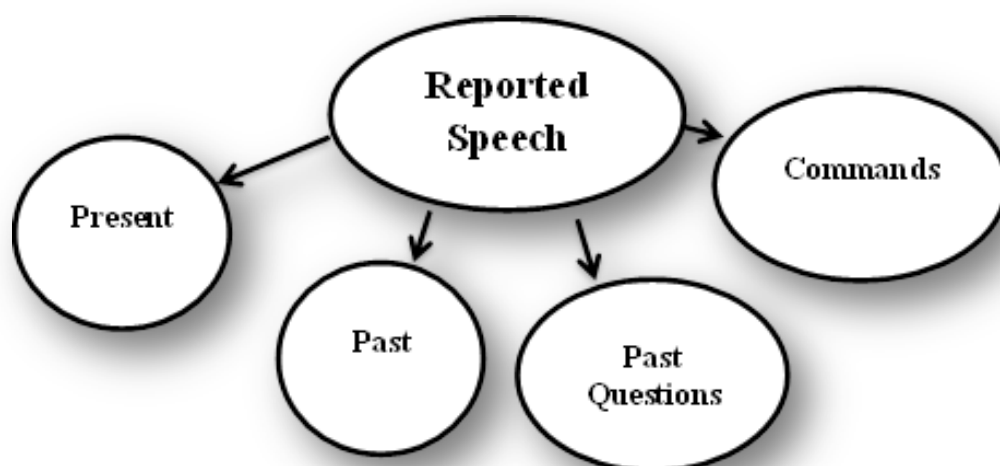 Reported
Speech
Commands
Present
Past
Past
Questions